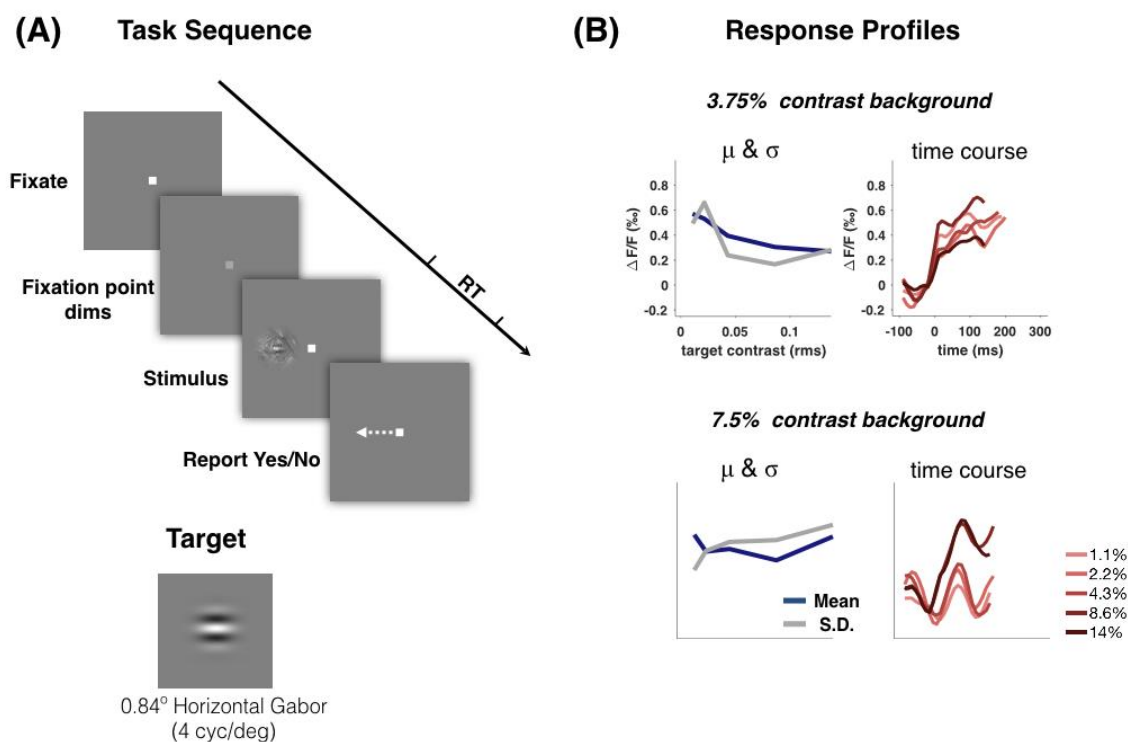 (A) Task Sequence
Fixate
Fixation point
dims
Stimulus
Report Yes/No
RT
Target
0.84° Horizontal Gabor
(4 cyc/deg)
(B) Response Profiles
3.75% contrast background
μ & σ
△F/F (‰)
0.8
0.6
0.4
0.2
0
-0.2
0 0.05 0.1
target contrast (rms)
time course
△F/F (‰)
0.8
0.6
0.4
0.2
0
-0.2
-100 0 100 200 300
time (ms)
7.5% contrast background
μ & σ
Mean
S.D.
time course
1.1%
2.2%
4.3%
8.6%
14%